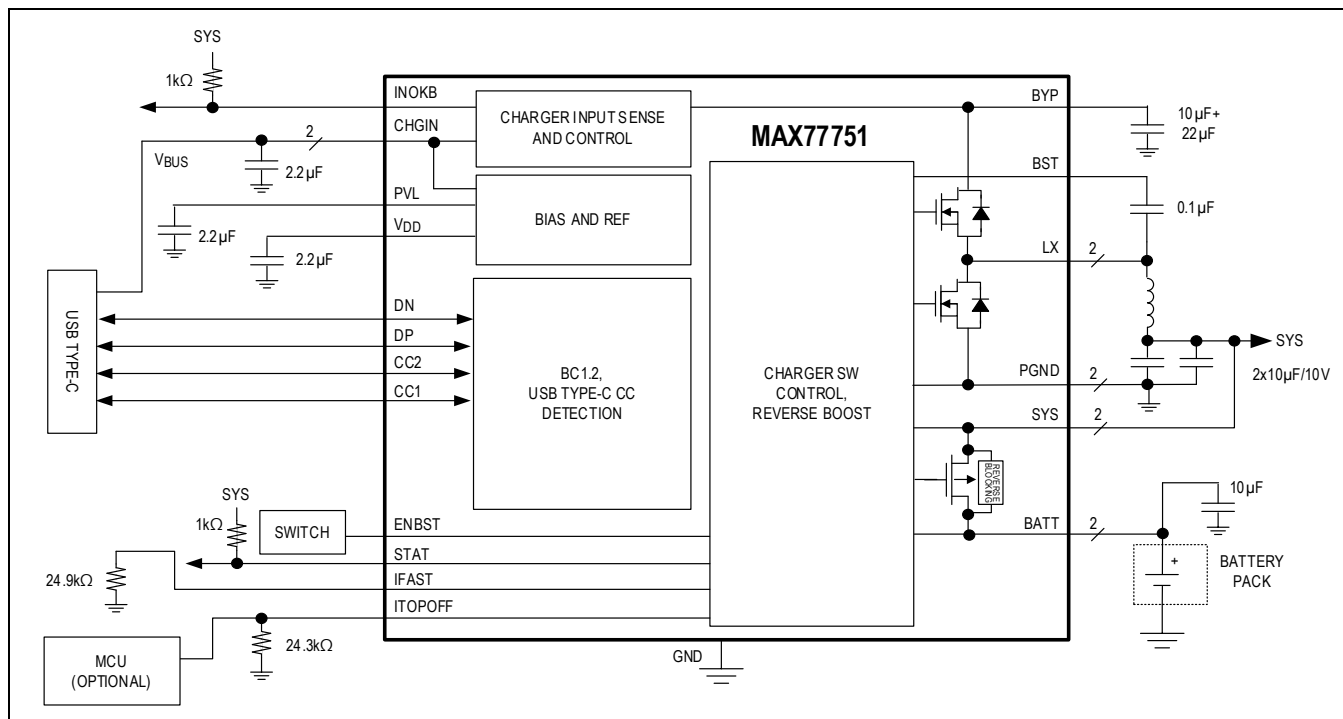 SYS
1kΩ
INOKB
CHGIN
2
VBUS
2.2µF
PVL
2.2µF
VDD
2.2µF
CHARGER INPUT SENSE
AND CONTROL
BIAS AND REF
MAX77751
BYP
10µF+
22µF
BST
0.1µF
LX
2
USB TYPE-C
DN
DP
CC2
CC1
BC1.2,
USB TYPE-C CC
DETECTION
CHARGER SW
CONTROL,
REVERSE BOOST
PGND
2
SYS
2x10µF/10V
SYS
2
REVERSE
BLOCKING
10µF
BATT
2
+
BATTERY
PACK
SYS
1kΩ
SWITCH
ENBST
STAT
24.9kΩ
IFAST
ITOPOFF
24.3kΩ
MCU
(OPTIONAL)
GND